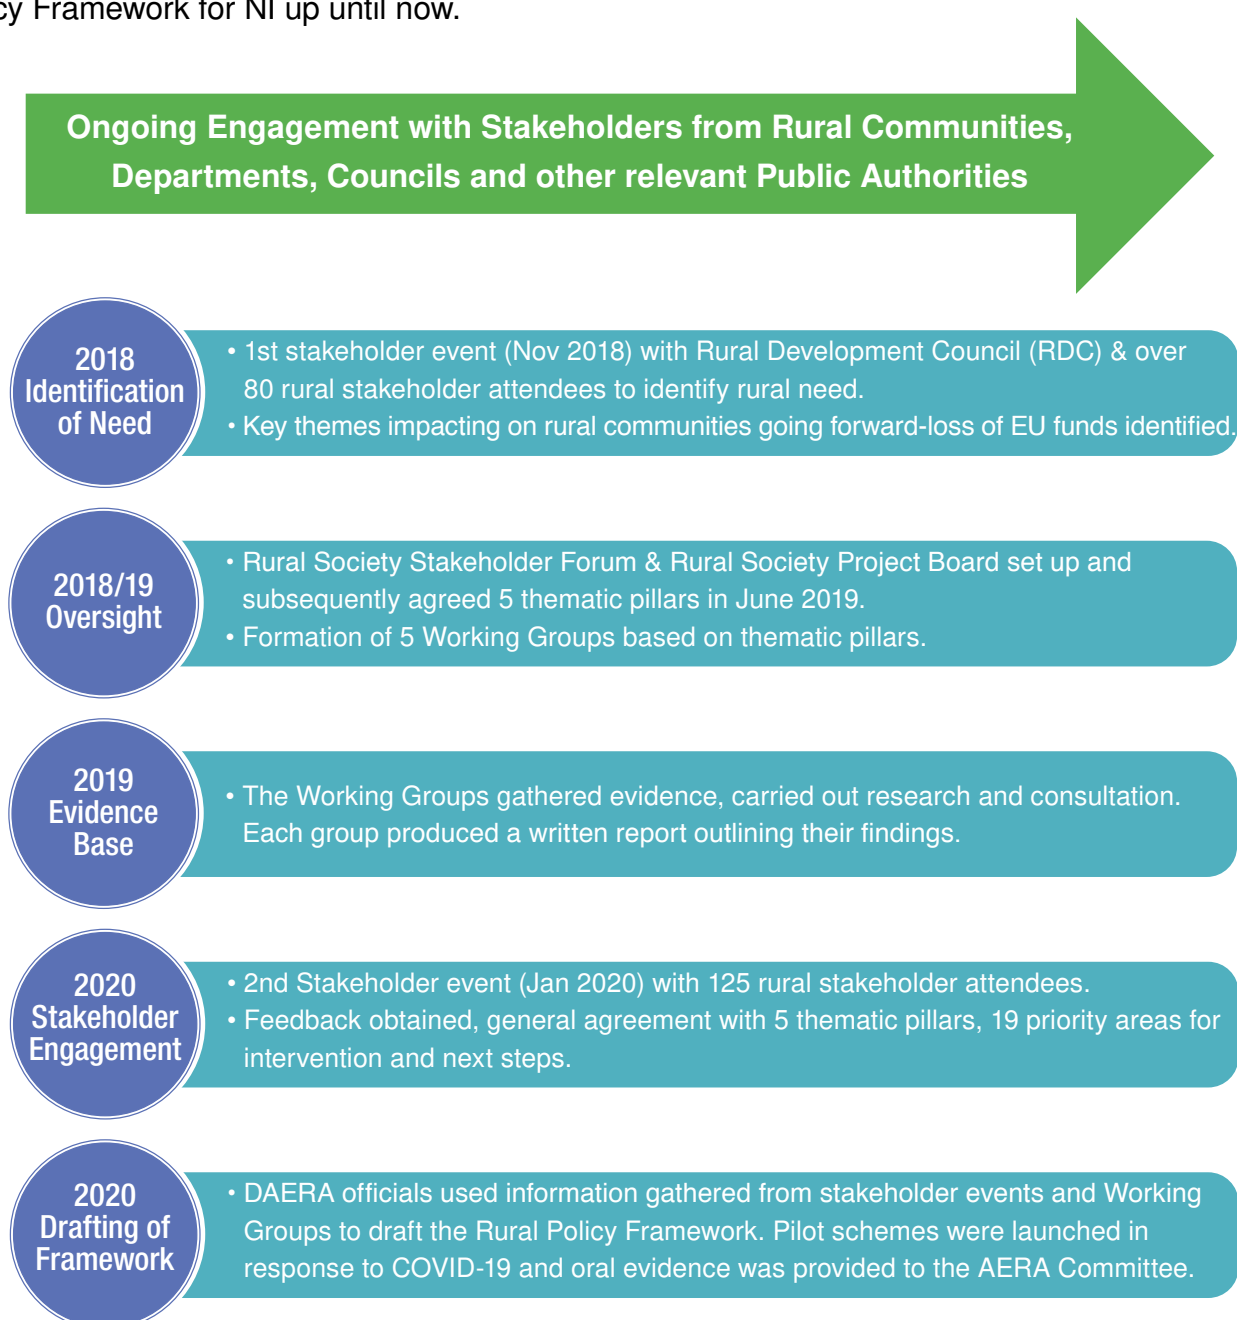 cy Framework for NI up until now.
Ongoing Engagement with Stakeholders from Rural Communities,
Departments, Councils and other relevant Public Authorities
2018
Identification
of Need
• 1st stakeholder event (Nov 2018) with Rural Development Council (RDC) & over
80 rural stakeholder attendees to identify rural need.
• Key themes impacting on rural communities going forward-loss of EU funds identified.
2018/19
Oversight
• Rural Society Stakeholder Forum & Rural Society Project Board set up and
subsequently agreed 5 thematic pillars in June 2019.
• Formation of 5 Working Groups based on thematic pillars.
2019
Evidence
Base
• The Working Groups gathered evidence, carried out research and consultation.
Each group produced a written report outlining their findings.
2020
Stakeholder
Engagement
• 2nd Stakeholder event (Jan 2020) with 125 rural stakeholder attendees.
• Feedback obtained, general agreement with 5 thematic pillars, 19 priority areas for
intervention and next steps.
2020
Drafting of
Framework
• DAERA officials used information gathered from stakeholder events and Working
Groups to draft the Rural Policy Framework. Pilot schemes were launched in
response to COVID-19 and oral evidence was provided to the AERA Committee.